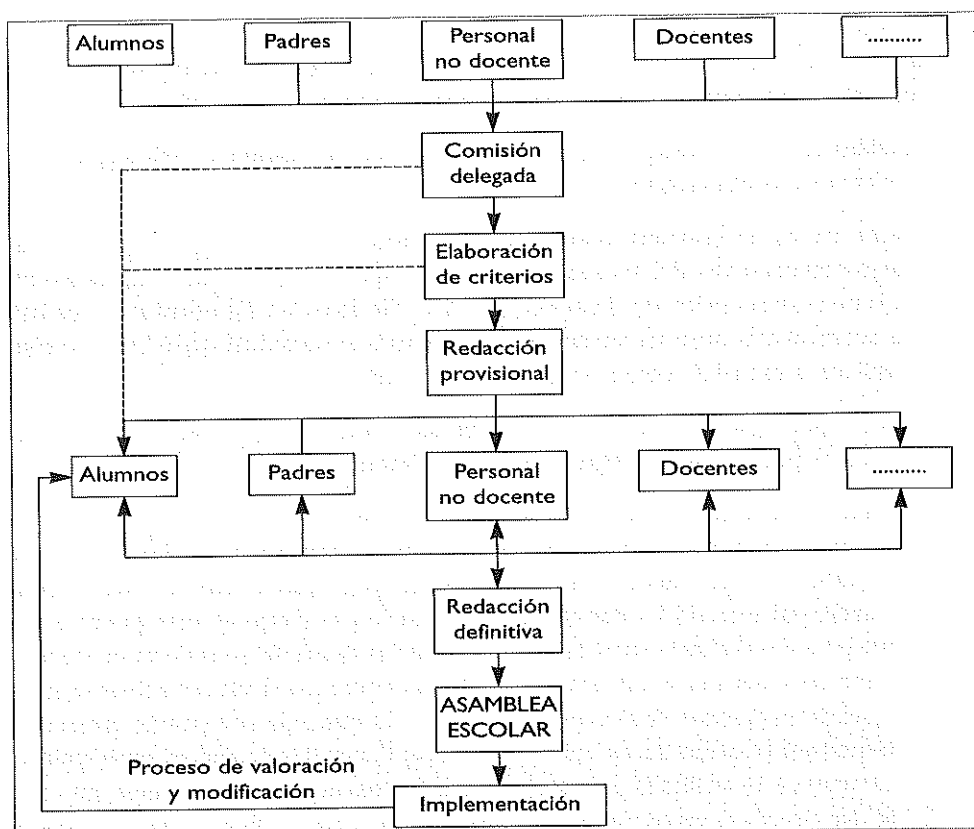 Alumnos
Padres
Personal
no docente
Docentes
..........
Comisión
delegada
Elaboración
de criterios
Redacción
provisional
Alumnos
Padres
Personal
no docente
Docentes
..........
Redacción
definitiva
ASAMBLEA
ESCOLAR
Proceso de valoración
y modificación
Implementación